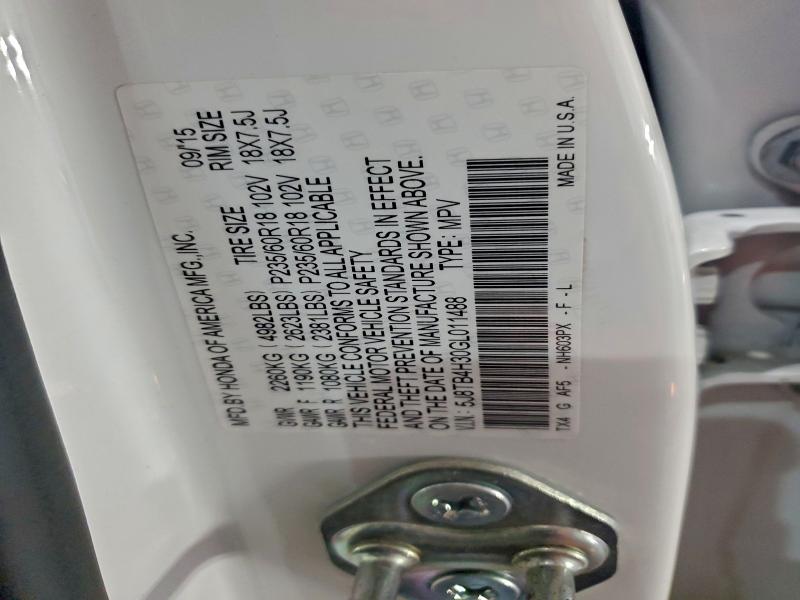 MFD.BY HONDA OF AMERICA MFG.,INC. 09/15
TIRE SIZE RIM SIZE
GVWR 2260KG ( 4982LBS)
GAWR F 1190KG ( 2623LBS) P235/60R18 102V 18X7.5J
GAWR R 1080KG ( 2381LBS) P235/60R18 102V 18X7.5J
THIS VEHICLE CONFORMS TO ALL APPLICABLE
FEDERAL MOTOR VEHICLE SAFETY
AND THEFT PREVENTION STANDARDS IN EFFECT
ON THE DATE OF MANUFACTURE SHOWN ABOVE.
V.I.N.: 5J8TB4H30GL011488 TYPE: MPV
TX4 G AF5 - NH603PX - F - L MADE IN U.S.A.